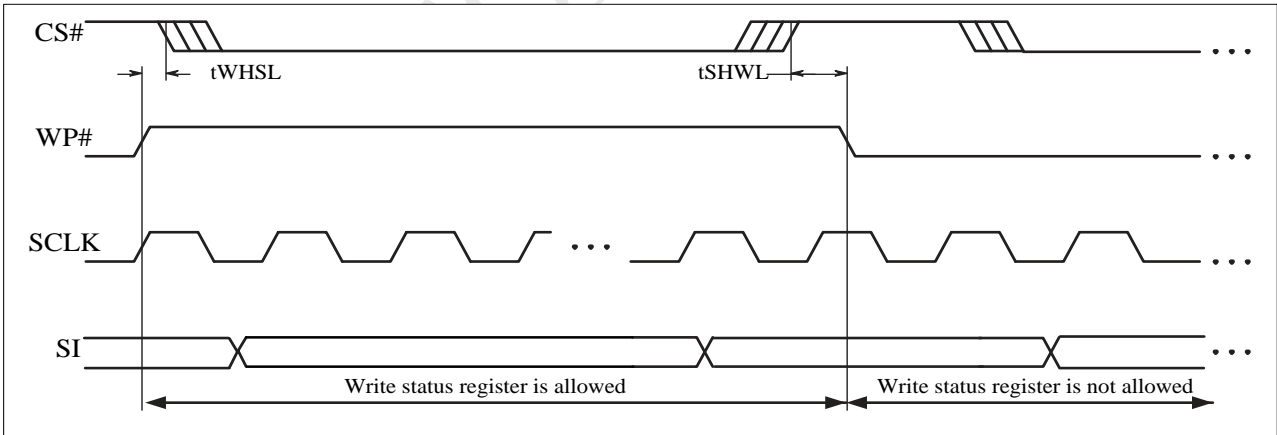 CS#
tWHSL
tSHWL
WP#
SCLK
SI
Write status register is allowed
Write status register is not allowed